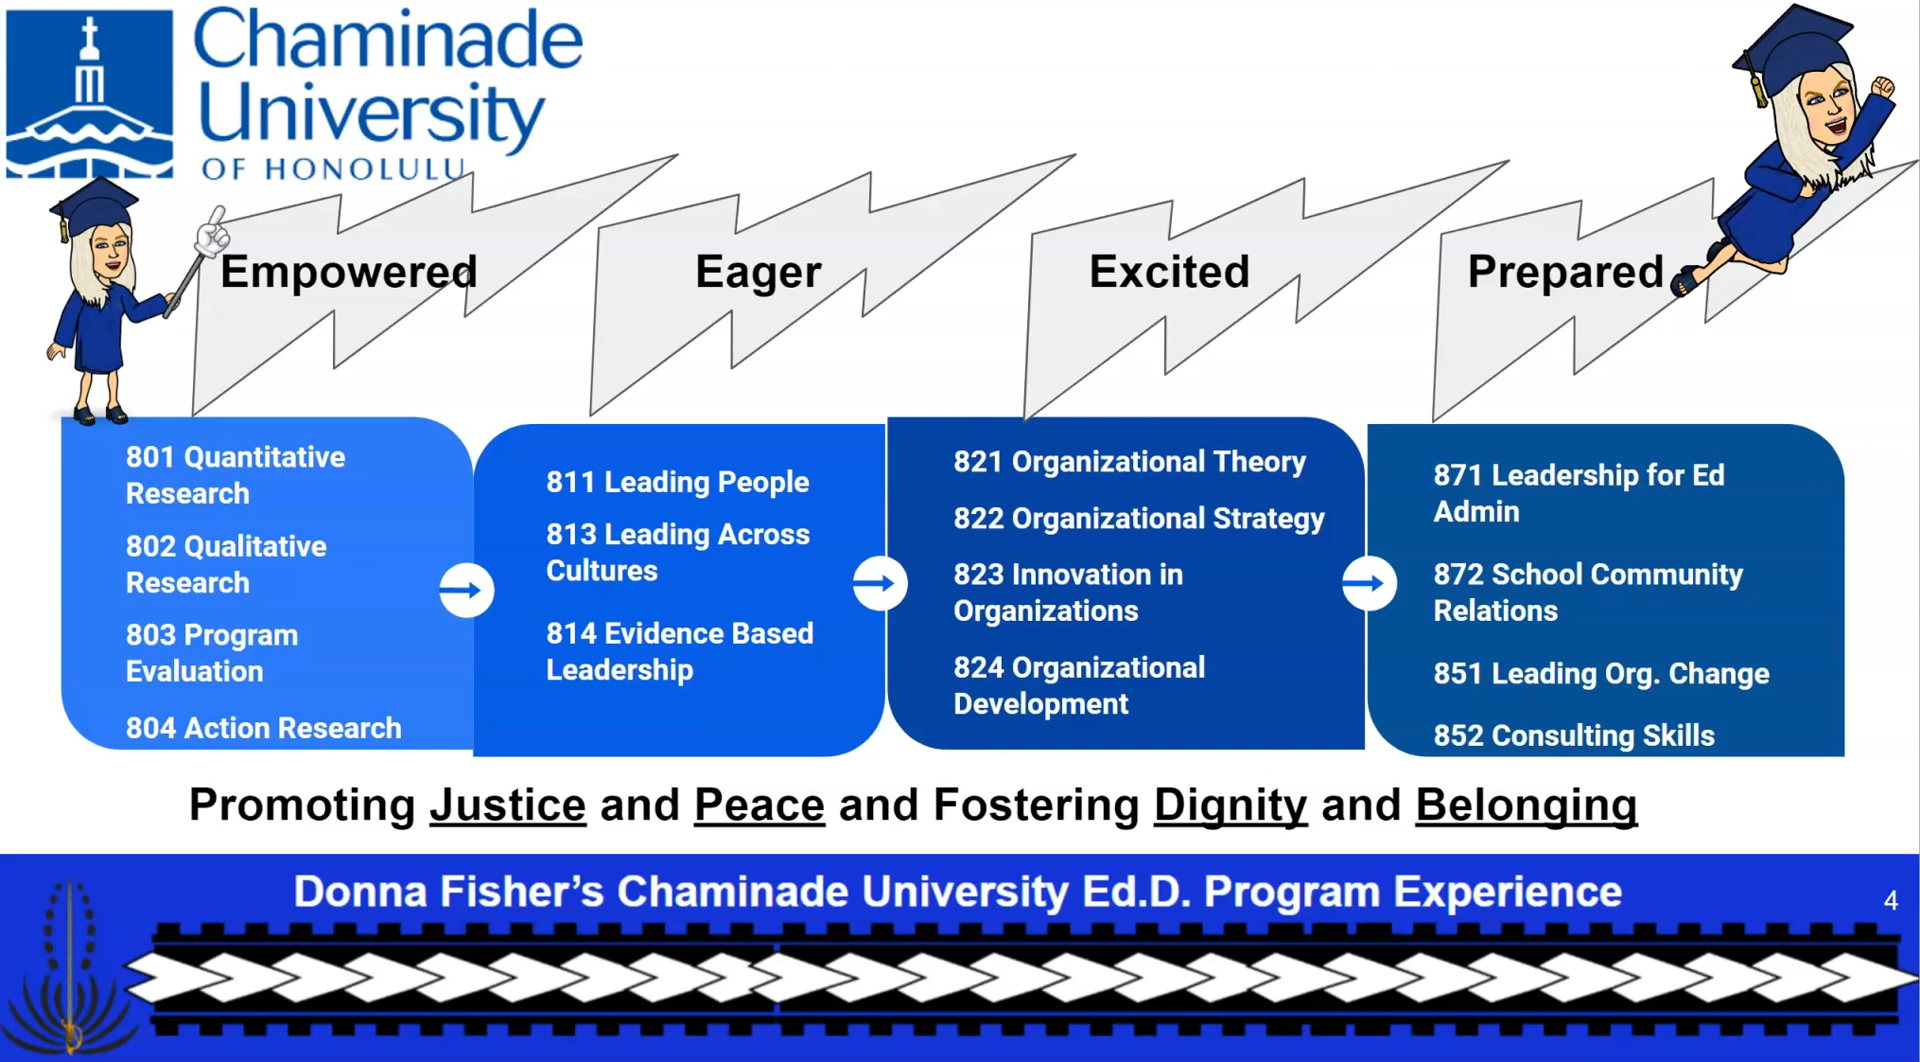 Chaminade
University
OF HONOLULU
Empowered
Eager
Excited
Prepared
801 Quantitative
Research
802 Qualitative
Research
803 Program
Evaluation
804 Action Research
811 Leading People
813 Leading Across
Cultures
814 Evidence Based
Leadership
821 Organizational Theory
822 Organizational Strategy
823 Innovation in
Organizations
824 Organizational
Development
871 Leadership for Ed
Admin
872 School Community
Relations
851 Leading Org. Change
852 Consulting Skills
Promoting Justice and Peace and Fostering Dignity and Belonging
Donna Fisher’s Chaminade University Ed.D. Program Experience
4